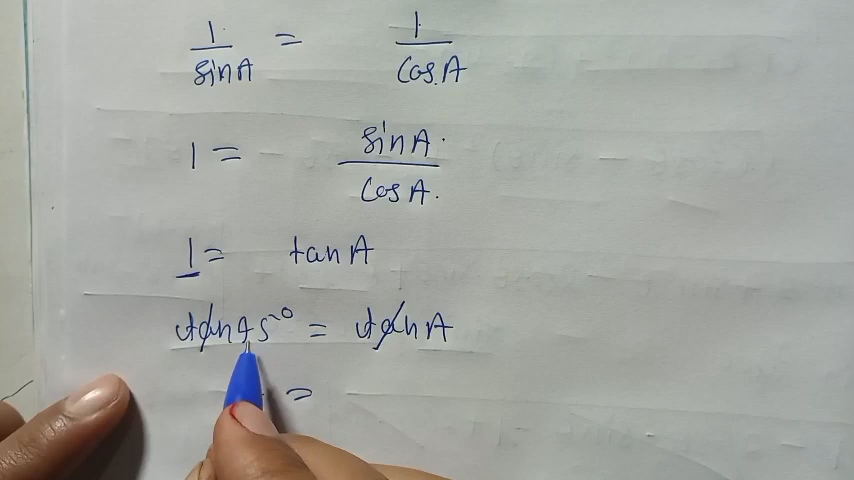 1/sinA = 1/cosA
1 = sinA/cosA
1 = tanA
tan45° = tanA
=